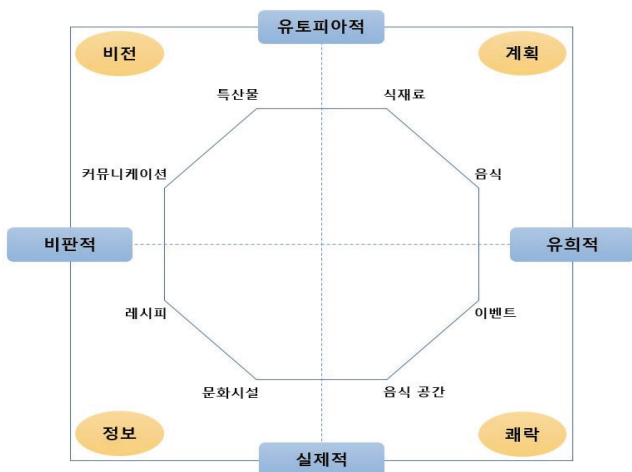 유토피아적
비전
계획
특산물
식재료
커뮤니케이션
음식
비판적
유희적
레시피
이벤트
문화시설
음식 공간
정보
쾌락
실제적